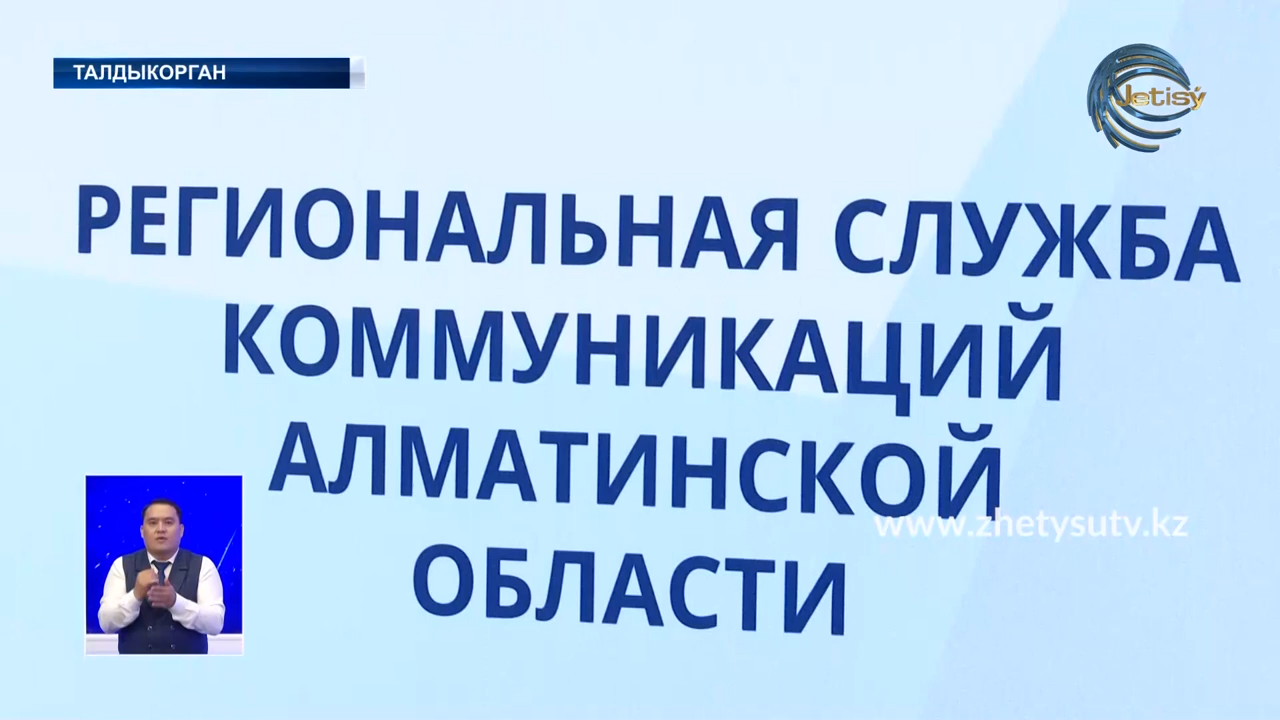 ТАЛДЫКОРГАН
Jetisý
РЕГИОНАЛЬНАЯ СЛУЖБА
КОММУНИКАЦИЙ
АЛМАТИНСКОЙ
ОБЛАСТИ
www.zhetysutv.kz